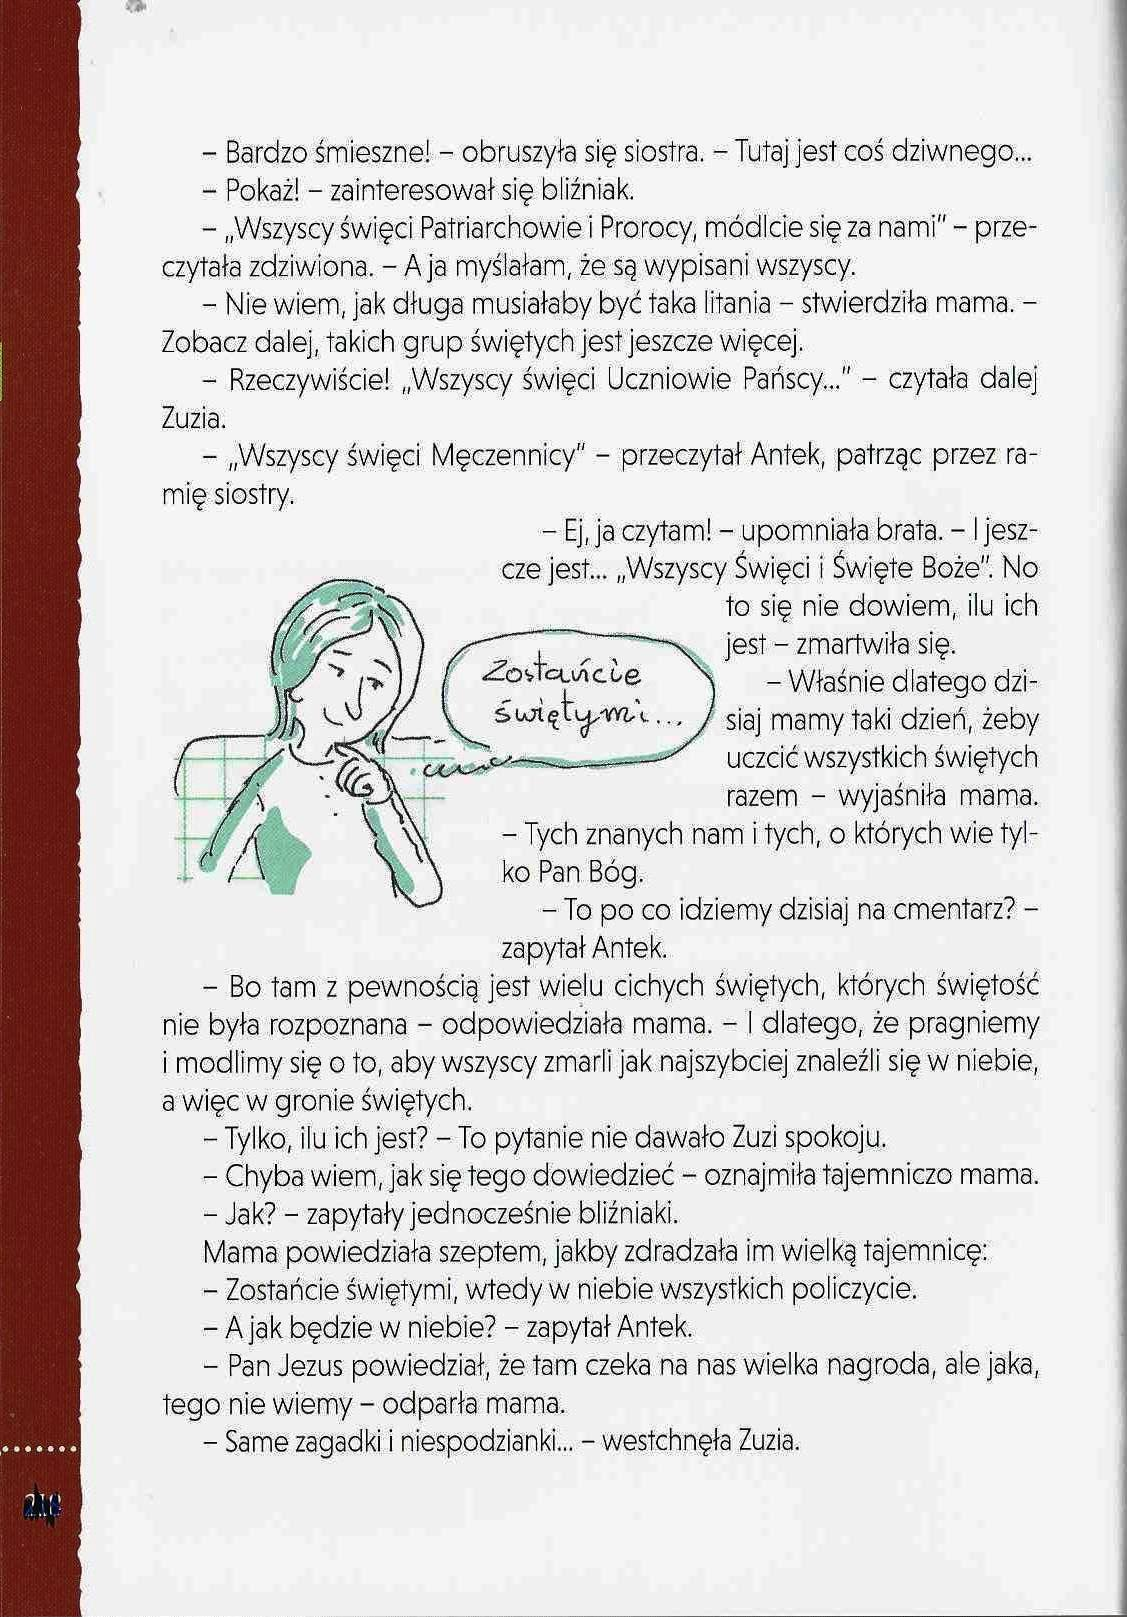 – Bardzo śmieszne! – obruszyła się siostra. – Tutaj jest coś dziwnego...
– Pokaż! – zainteresował się bliźniak.
– „Wszyscy święci Patriarchowie i Prorocy, módlcie się za nami" – prze-
czytała zdziwiona. – A ja myślałam, że są wypisani wszyscy.
– Nie wiem, jak długa musiałaby być taka litania – stwierdziła mama. –
Zobacz dalej, takich grup świętych jest jeszcze więcej.
– Rzeczywiście! „Wszyscy święci Uczniowie Pańscy..." – czytała dalej
Zuzia.
– „Wszyscy święci Męczennicy" – przeczytał Antek, patrząc przez ra-
mię siostry.
– Ej, ja czytam! – upomniała brata. – I jesz-
cze jest... „Wszyscy Święci i Święte Boże". No
to się nie dowiem, ilu ich
jest – zmartwiła się.
– Właśnie dlatego dzi-
siaj mamy taki dzień, żeby
uczcić wszystkich świętych
razem – wyjaśniła mama.
– Tych znanych nam i tych, o których wie tyl-
ko Pan Bóg.
– To po co idziemy dzisiaj na cmentarz? –
zapytał Antek.
Zostańcie
świętymi...
– Bo tam z pewnością jest wielu cichych świętych, których świętość
nie była rozpoznana – odpowiedziała mama. – I dlatego, że pragniemy
i modlimy się o to, aby wszyscy zmarli jak najszybciej znaleźli się w niebie,
a więc w gronie świętych.
– Tylko, ilu ich jest? – To pytanie nie dawało Zuzi spokoju.
– Chyba wiem, jak się tego dowiedzieć – oznajmiła tajemniczo mama.
– Jak? – zapytały jednocześnie bliźniaki.
Mama powiedziała szeptem, jakby zdradzała im wielką tajemnicę:
– Zostańcie świętymi, wtedy w niebie wszystkich policzycie.
– A jak będzie w niebie? – zapytał Antek.
– Pan Jezus powiedział, że tam czeka na nas wielka nagroda, ale jaka,
tego nie wiemy – odparła mama.
– Same zagadki i niespodzianki... – westchnęła Zuzia.